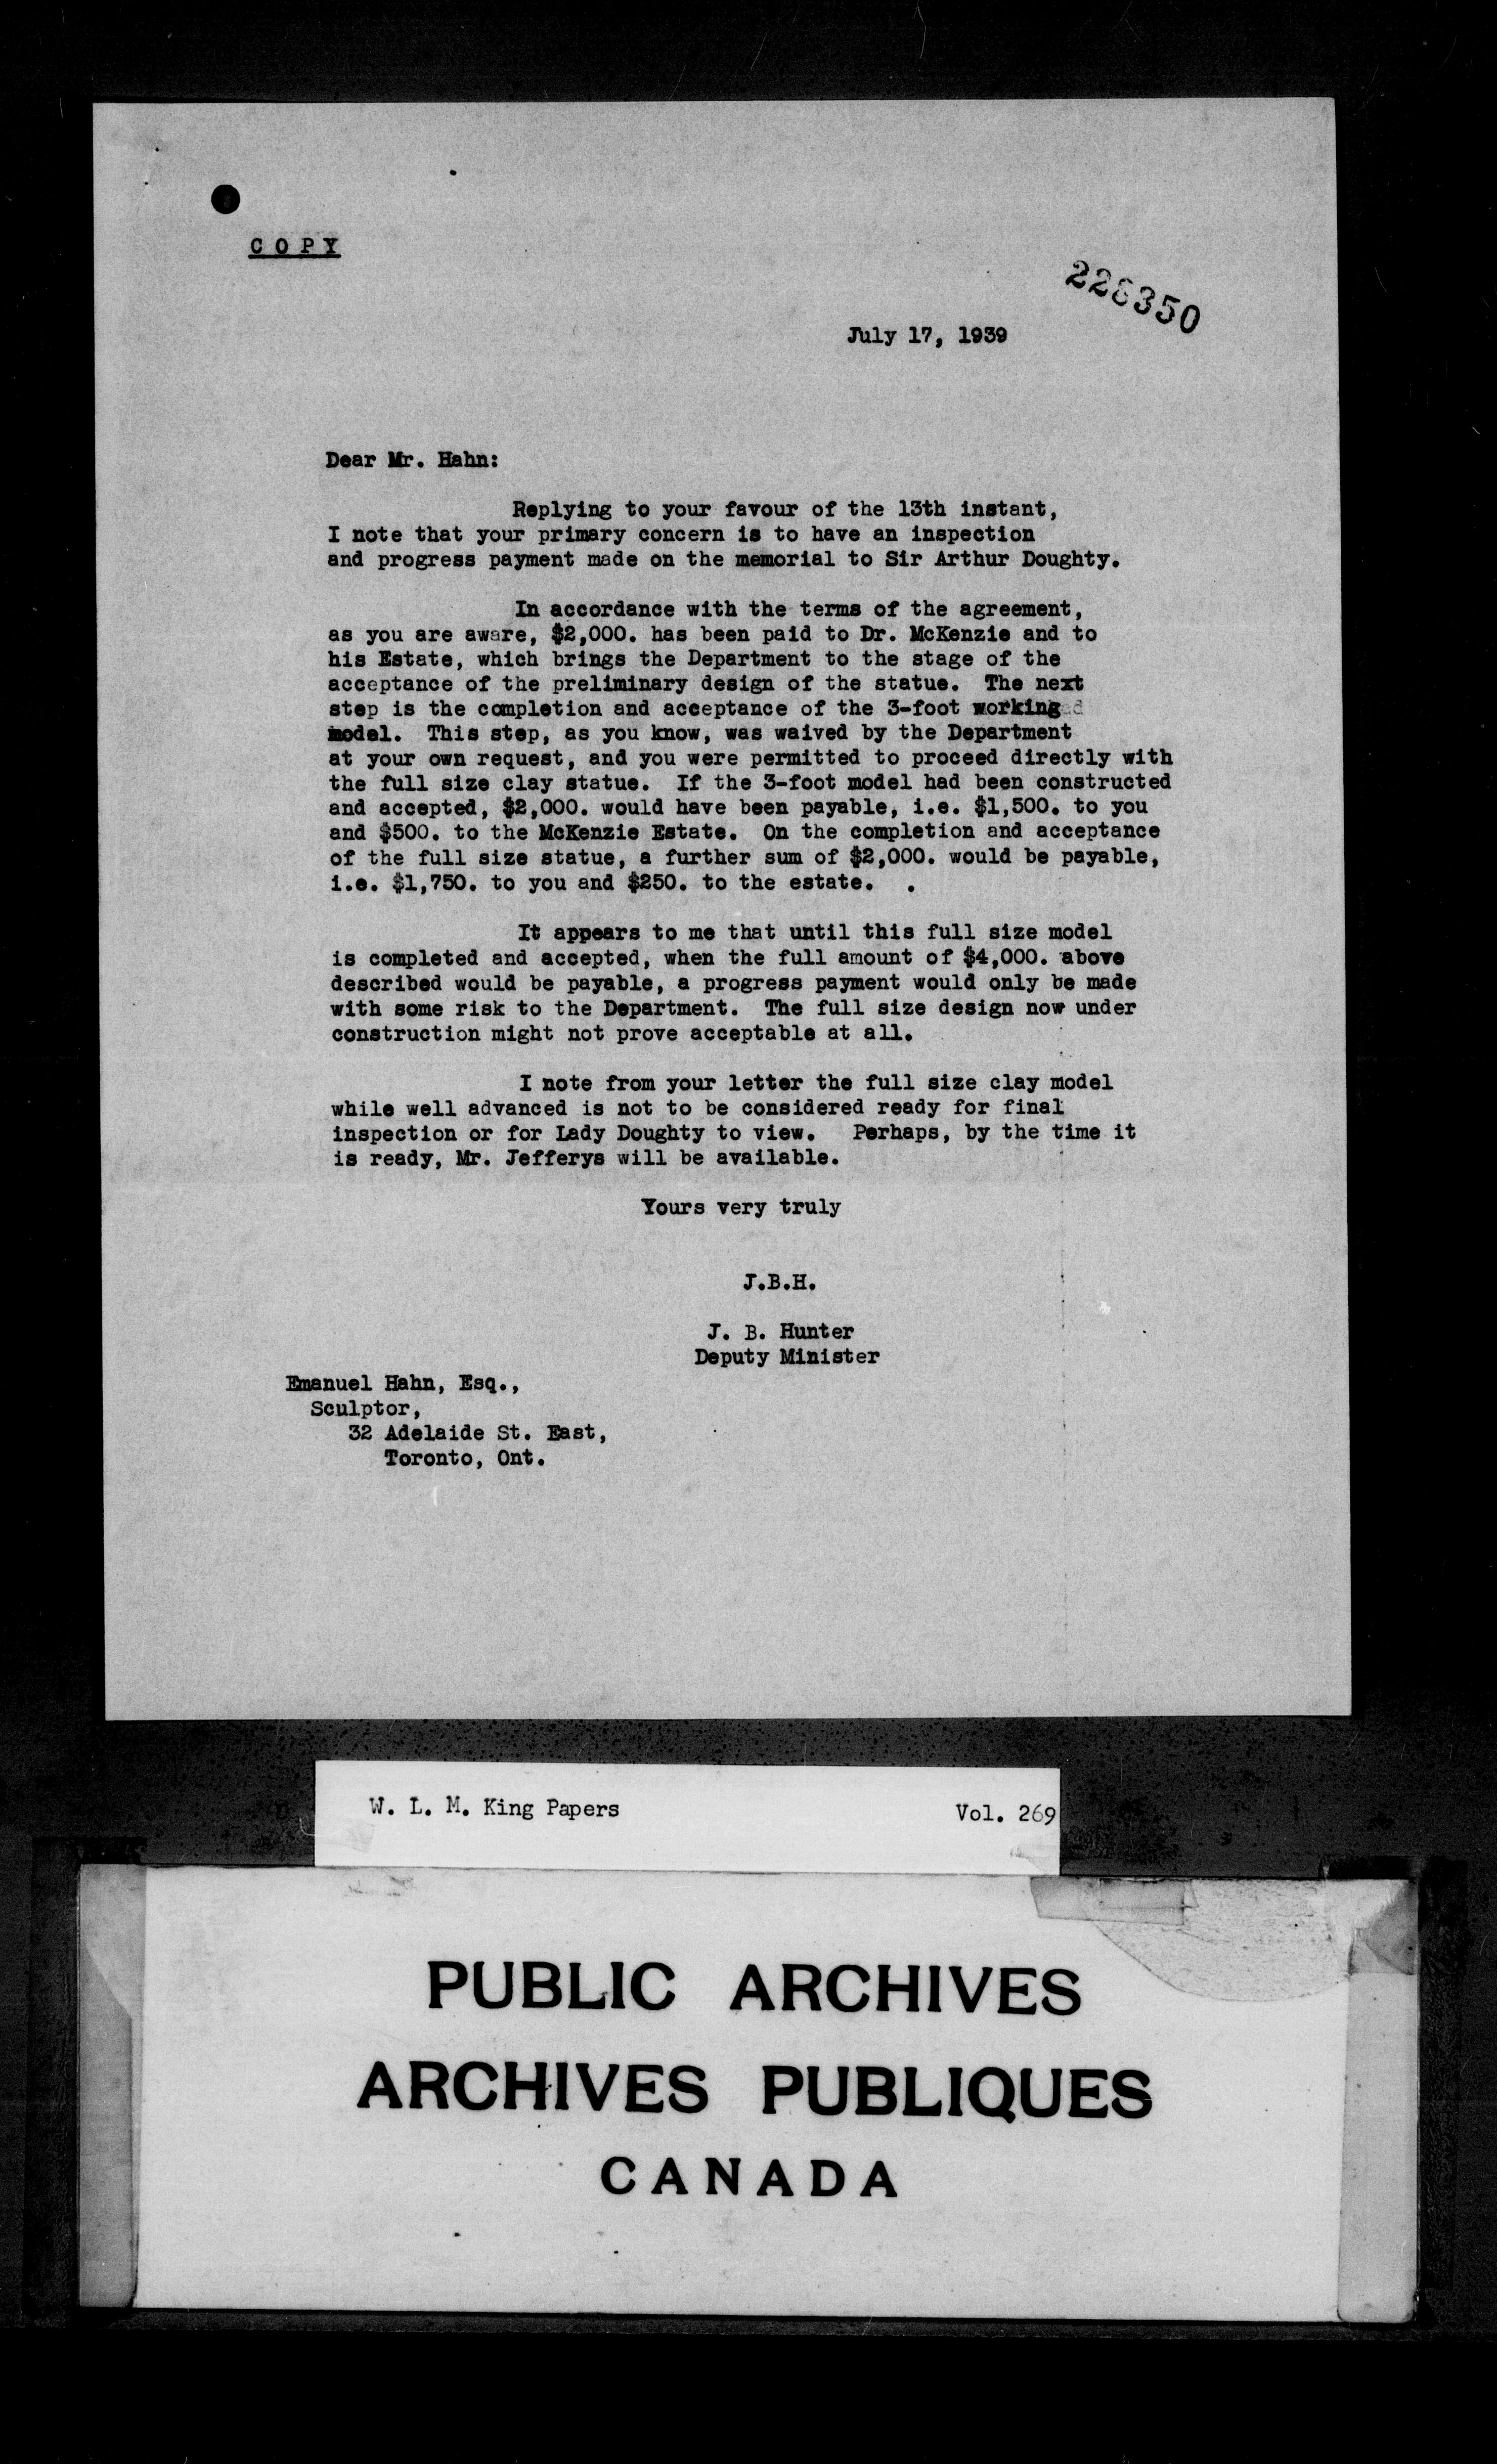 C O P Y
228350
July 17, 1939
Dear Mr. Hahn:
Replying to your favour of the 13th instant,
I note that your primary concern is to have an inspection
and progress payment made on the memorial to Sir Arthur Doughty.
In accordance with the terms of the agreement,
as you are aware, $2,000. has been paid to Dr. McKenzie and to
his Estate, which brings the Department to the stage of the
acceptance of the preliminary design of the statue. The next
step is the completion and acceptance of the 3-foot working
model. This step, as you know, was waived by the Department
at your own request, and you were permitted to proceed directly with
the full size clay statue. If the 3-foot model had been constructed
and accepted, $2,000. would have been payable, i.e. $1,500. to you
and $500. to the McKenzie Estate. On the completion and acceptance
of the full size statue, a further sum of $2,000. would be payable,
i.e. $1,750. to you and $250. to the estate. .
It appears to me that until this full size model
is completed and accepted, when the full amount of $4,000. above
described would be payable, a progress payment would only be made
with some risk to the Department. The full size design now under
construction might not prove acceptable at all.
I note from your letter the full size clay model
while well advanced is not to be considered ready for final
inspection or for Lady Doughty to view. Perhaps, by the time it
is ready, Mr. Jefferys will be available.
Yours very truly
J.B.H.
J. B. Hunter
Deputy Minister
Emanuel Hahn, Esq.,
Sculptor,
32 Adelaide St. East,
Toronto, Ont.
W. L. M. King Papers Vol. 269
PUBLIC ARCHIVES
ARCHIVES PUBLIQUES
CANADA